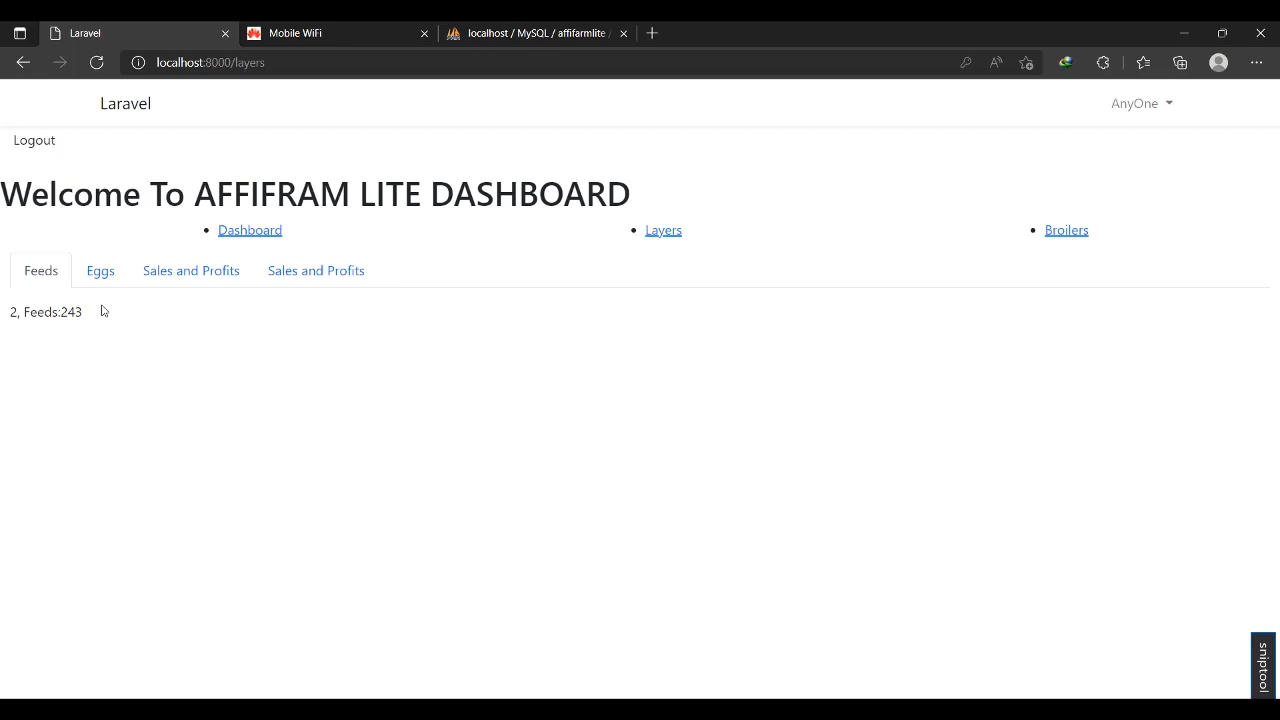 Laravel
Mobile WiFi
localhost / MySQL / affifarmlite /
localhost:8000/layers
Laravel
AnyOne
Logout
Welcome To AFFIFRAM LITE DASHBOARD
Dashboard
Layers
Broilers
Feeds
Eggs
Sales and Profits
Sales and Profits
2, Feeds:243
sniptool